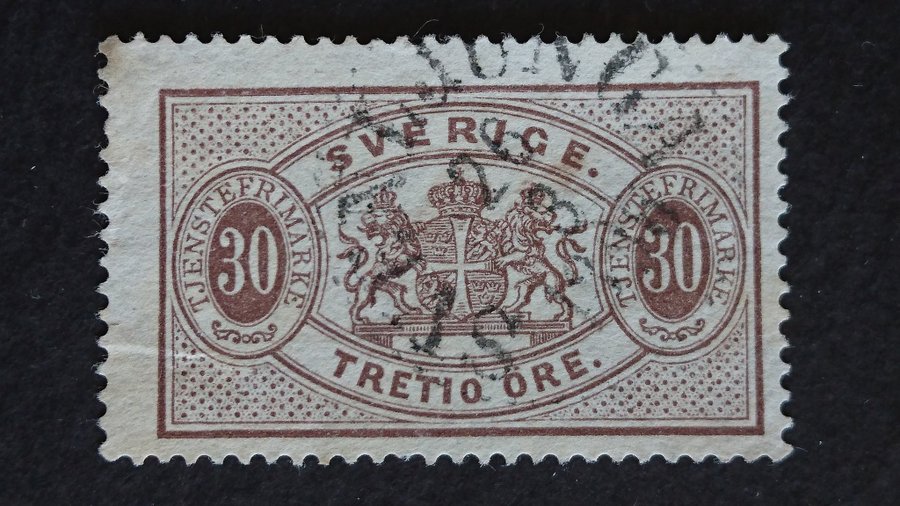 SVERIGE.
TJENSTEFRIMARKE
30
TJENSTEFRIMARKE
30
TRETIO ÖRE.